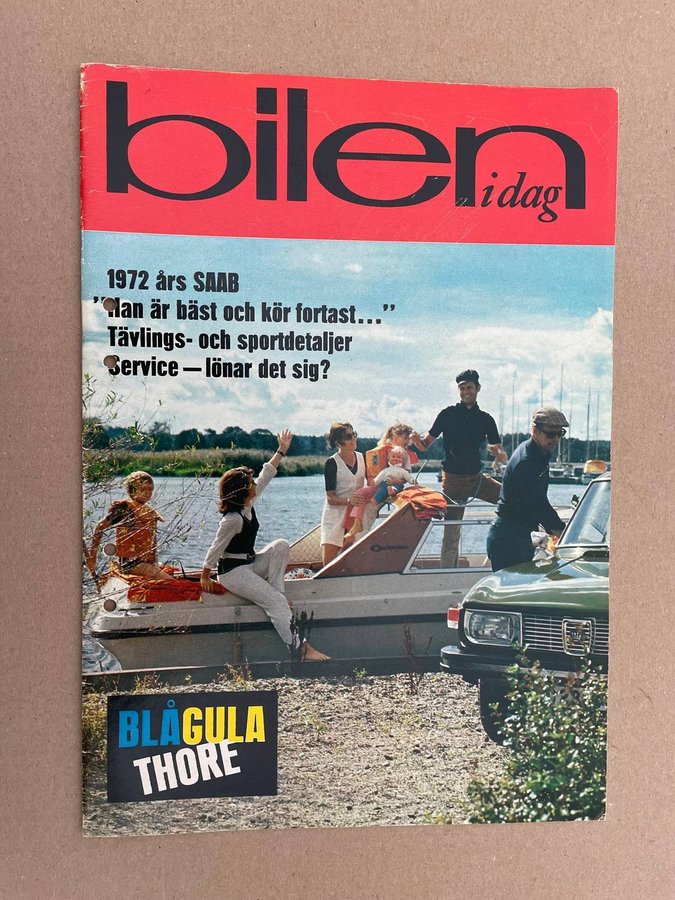 bilen
i dag
1972 års SAAB
"Han är bäst och kör fortast..."
Tävlings- och sportdetaljer
Service – lönar det sig?
BLÅGULA
THORE